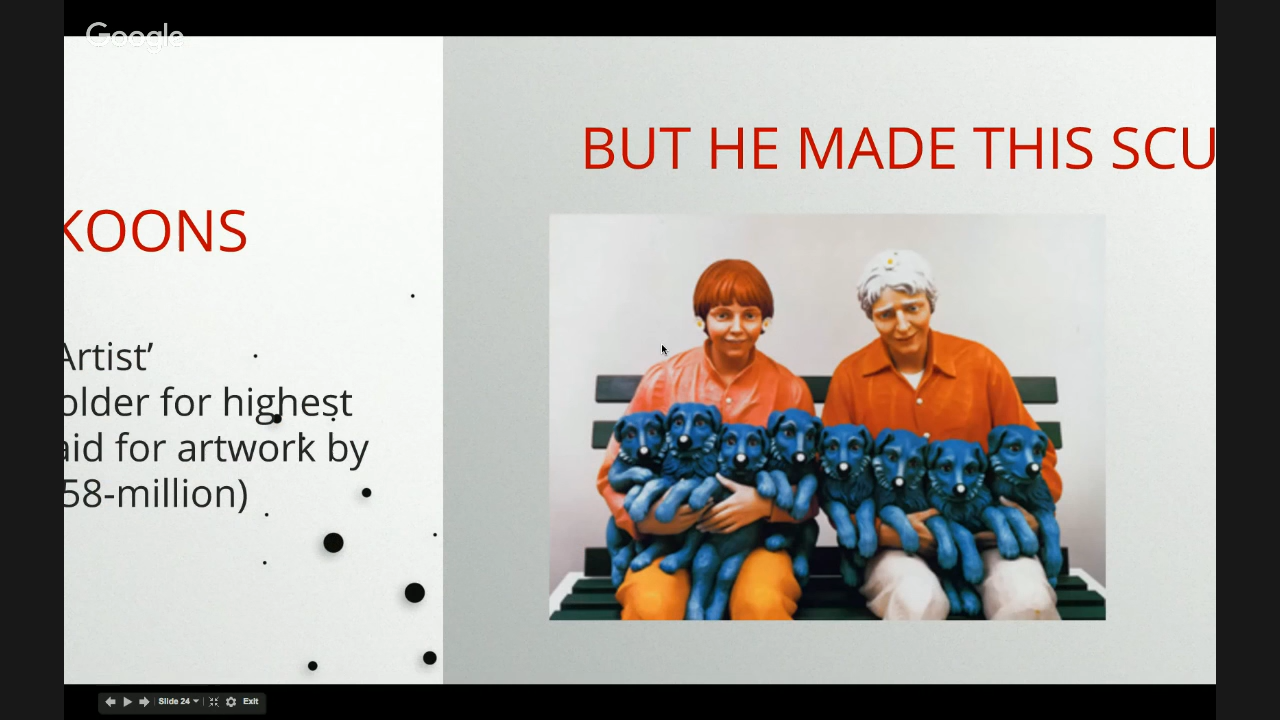 Google
KOONS
Artist’
older for highest
aid for artwork by
58-million)
BUT HE MADE THIS SCU
Slide 24
Exit